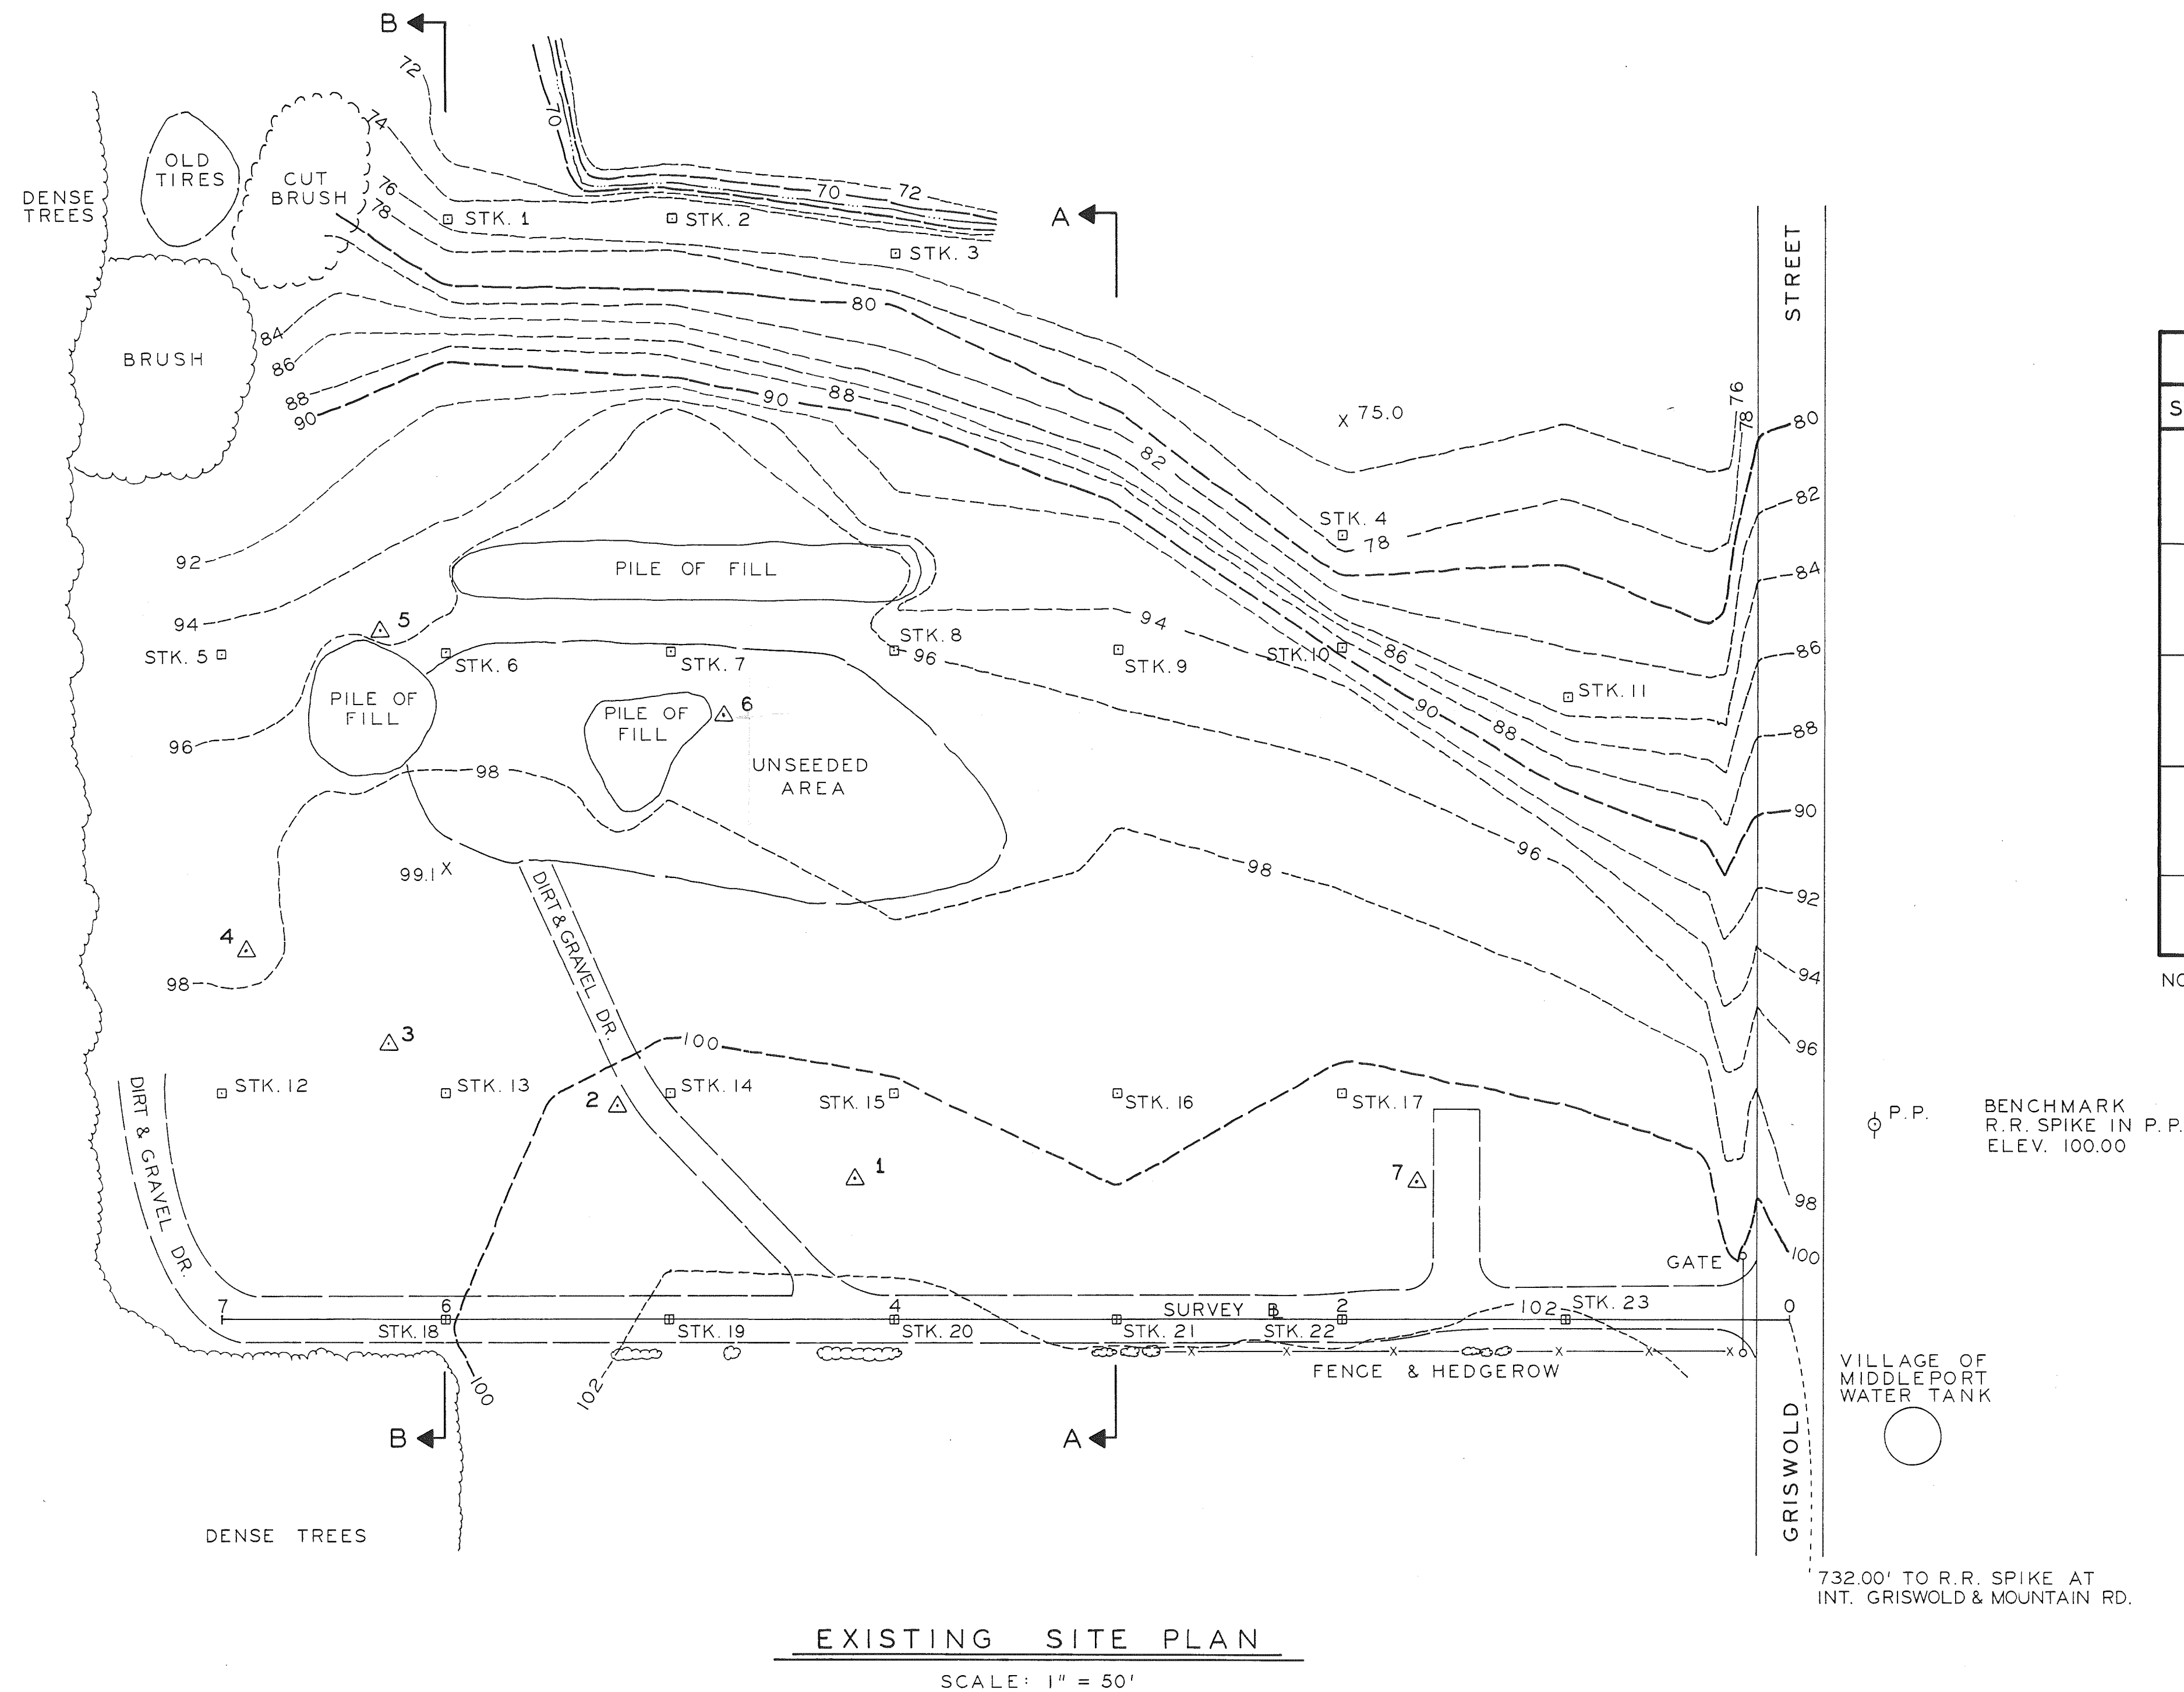 B
72
70
74
OLD
TIRES
CUT
BRUSH
DENSE
TREES
76
78
70
72
STK. 1
STK. 2
STK. 3
A
STREET
80
84
BRUSH
86
88
90
90
88
76
78
80
75.0
82
82
STK. 4
78
92
PILE OF FILL
84
94
5
94
STK. 5
STK. 6
STK. 7
STK. 8
96
STK. 9
STK. 10
86
86
STK. 11
PILE OF
FILL
PILE OF
FILL
6
90
88
88
96
98
UNSEEDED
AREA
90
99.1
DIRT & GRAVEL DR.
98
96
92
4
98
94
3
100
96
DIRT & GRAVEL DR.
STK. 12
STK. 13
2
STK. 14
STK. 15
STK. 16
STK. 17
P.P.
BENCHMARK
R.R. SPIKE IN P.P.
ELEV. 100.00
1
7
98
GATE
100
7
6
4
SURVEY BL
2
102
STK. 23
0
STK. 18
STK. 19
STK. 20
STK. 21
STK. 22
100
102
FENCE & HEDGEROW
VILLAGE OF
MIDDLEPORT
WATER TANK
B
A
GRISWOLD
DENSE TREES
732.00' TO R.R. SPIKE AT
INT. GRISWOLD & MOUNTAIN RD.
EXISTING SITE PLAN
SCALE: 1" = 50'
S
NO